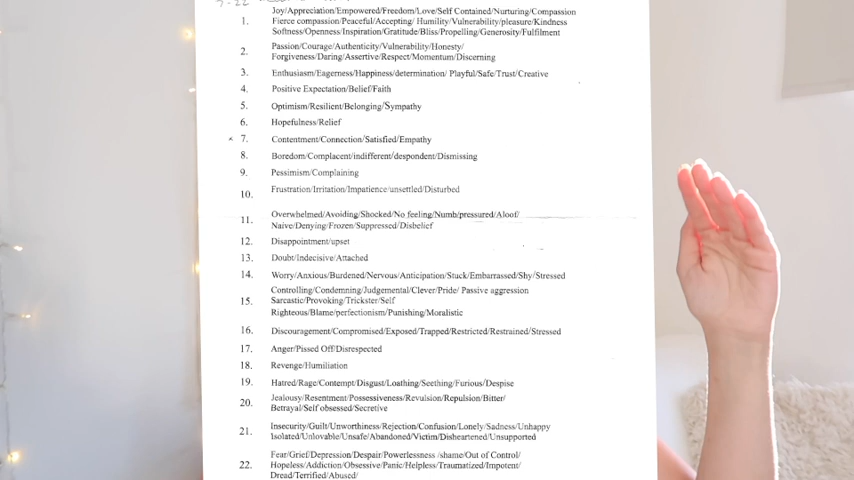 7-22
1. Joy/Appreciation/Empowered/Freedom/Love/Self Contained/Nurturing/Compassion
Fierce compassion/Peaceful/Accepting/ Humility/Vulnerability/pleasure/Kindness
Softness/Openness/Inspiration/Gratitude/Bliss/Propelling/Generosity/Fulfilment
2. Passion/Courage/Authenticity/Vulnerability/Honesty/
Forgiveness/Daring/Assertive/Respect/Momentum/Discerning
3. Enthusiasm/Eagerness/Happiness/determination/ Playful/Safe/Trust/Creative
4. Positive Expectation/Belief/Faith
5. Optimism/Resilient/Belonging/Sympathy
6. Hopefulness/Relief
7. Contentment/Connection/Satisfied/Empathy
8. Boredom/Complacent/indifferent/despondent/Dismissing
9. Pessimism/Complaining
10. Frustration/Irritation/Impatience/unsettled/Disturbed
11. Overwhelmed/Avoiding/Shocked/No feeling/Numb/pressured/Aloof/
Naive/Denying/Frozen/Suppressed/Disbelief
12. Disappointment/upset
13. Doubt/Indecisive/Attached
14. Worry/Anxious/Burdened/Nervous/Anticipation/Stuck/Embarrassed/Shy/Stressed
15. Controlling/Condemning/Judgemental/Clever/Pride/ Passive aggression
Sarcastic/Provoking/Trickster/Self
Righteous/Blame/perfectionism/Punishing/Moralistic
16. Discouragement/Compromised/Exposed/Trapped/Restricted/Restrained/Stressed
17. Anger/Pissed Off/Disrespected
18. Revenge/Humiliation
19. Hatred/Rage/Contempt/Disgust/Loathing/Seething/Furious/Despise
20. Jealousy/Resentment/Possessiveness/Revulsion/Repulsion/Bitter/
Betrayal/Self obsessed/Secretive
21. Insecurity/Guilt/Unworthiness/Rejection/Confusion/Lonely/Sadness/Unhappy
Isolated/Unlovable/Unsafe/Abandoned/Victim/Disheartened/Unsupported
22. Fear/Grief/Depression/Despair/Powerlessness /shame/Out of Control/
Hopeless/Addiction/Obsessive/Panic/Helpless/Traumatized/Impotent/
Dread/Terrified/Abused/